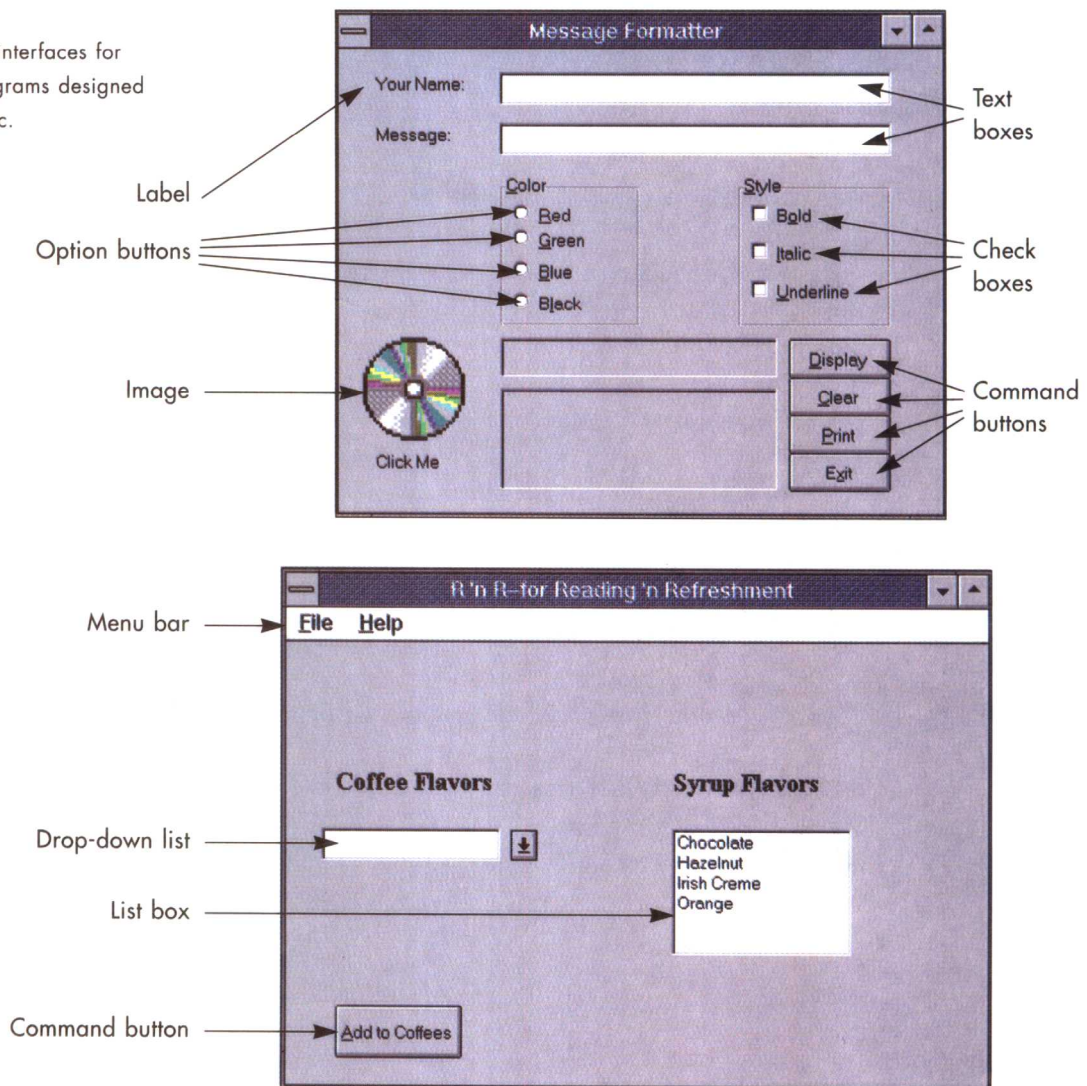 nterfaces for
grams designed
c.
Message Formatter
Your Name:
Message:
Text
boxes
Label
Option buttons
Color
Red
Green
Blue
Black
Style
Bold
Italic
Underline
Check
boxes
Image
Click Me
Display
Clear
Print
Exit
Command
buttons
R 'n R–for Reading 'n Refreshment
Menu bar
File Help
Coffee Flavors
Syrup Flavors
Drop-down list
Chocolate
Hazelnut
Irish Creme
Orange
List box
Command button
Add to Coffees